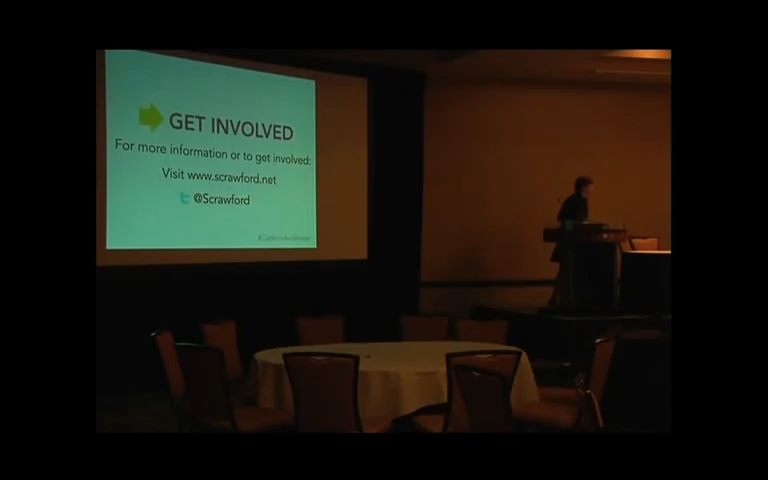 GET INVOLVED
For more information or to get involved:
Visit www.scrawford.net
@Scrawford